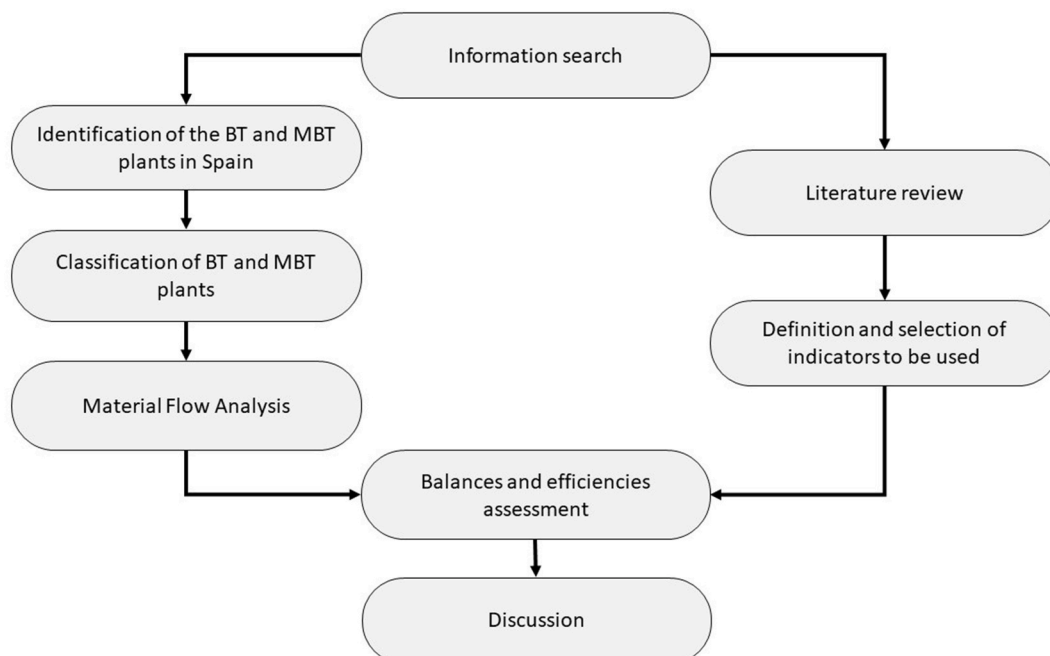 Information search
Identification of the BT and MBT
plants in Spain
Classification of BT and MBT
plants
Material Flow Analysis
Literature review
Definition and selection of
indicators to be used
Balances and efficiencies
assessment
Discussion